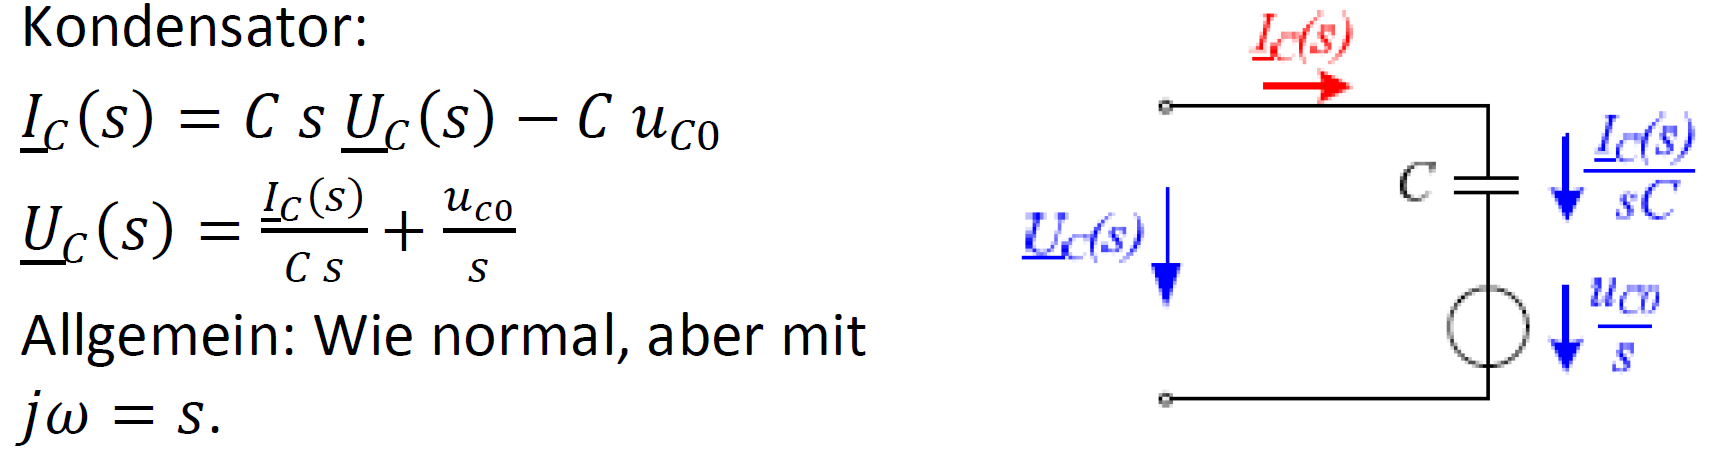 Kondensator:
I_C(s) = C s U_C(s) − C u_C0
U_C(s) = I_C(s)/(C s) + u_c0/s
Allgemein: Wie normal, aber mit
jω = s.
I_C(s)
U_C(s)
C
I_C(s)/sC
u_C0/s